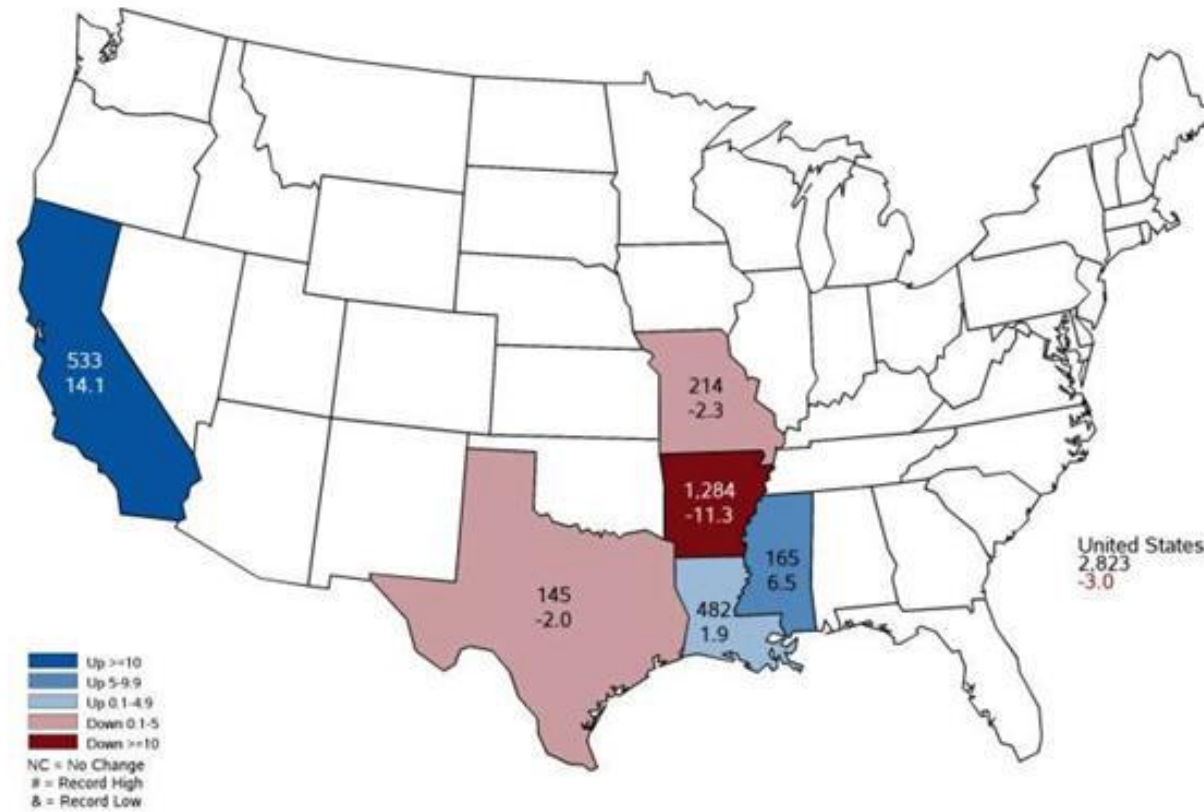 533
14.1
214
-2.3
1,284
-11.3
165
6.5
145
-2.0
482
1.9
United States
2,823
-3.0
Up >=10
Up 5-9.9
Up 0.1-4.9
Down 0.1-5
Down >=10
NC = No Change
# = Record High
& = Record Low